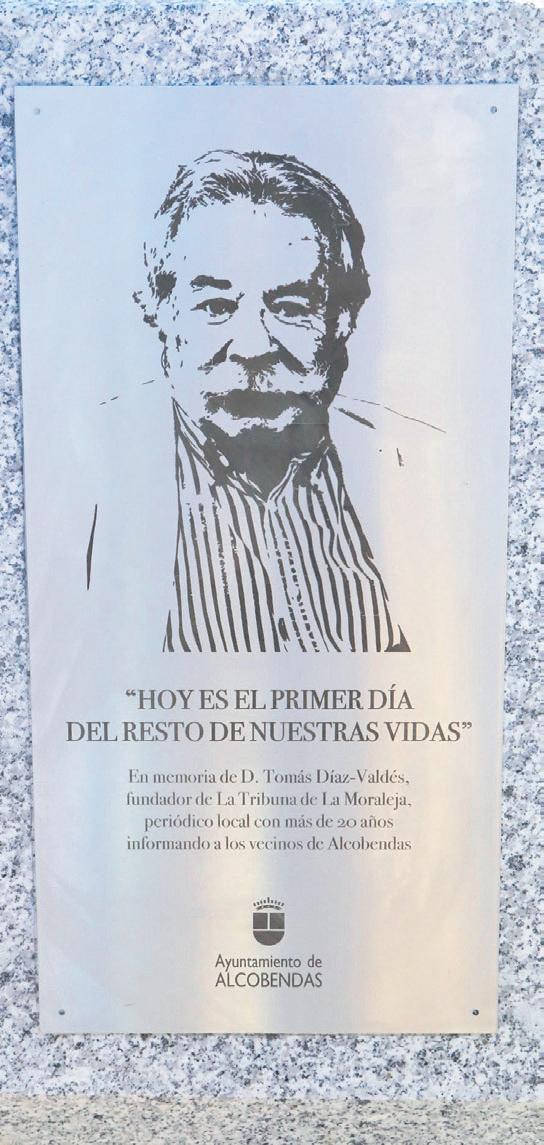 “HOY ES EL PRIMER DÍA
DEL RESTO DE NUESTRAS VIDAS”
En memoria de D. Tomás Díaz-Valdés,
fundador de La Tribuna de La Moraleja,
periódico local con más de 20 años
informando a los vecinos de Alcobendas
Ayuntamiento de
ALCOBENDAS